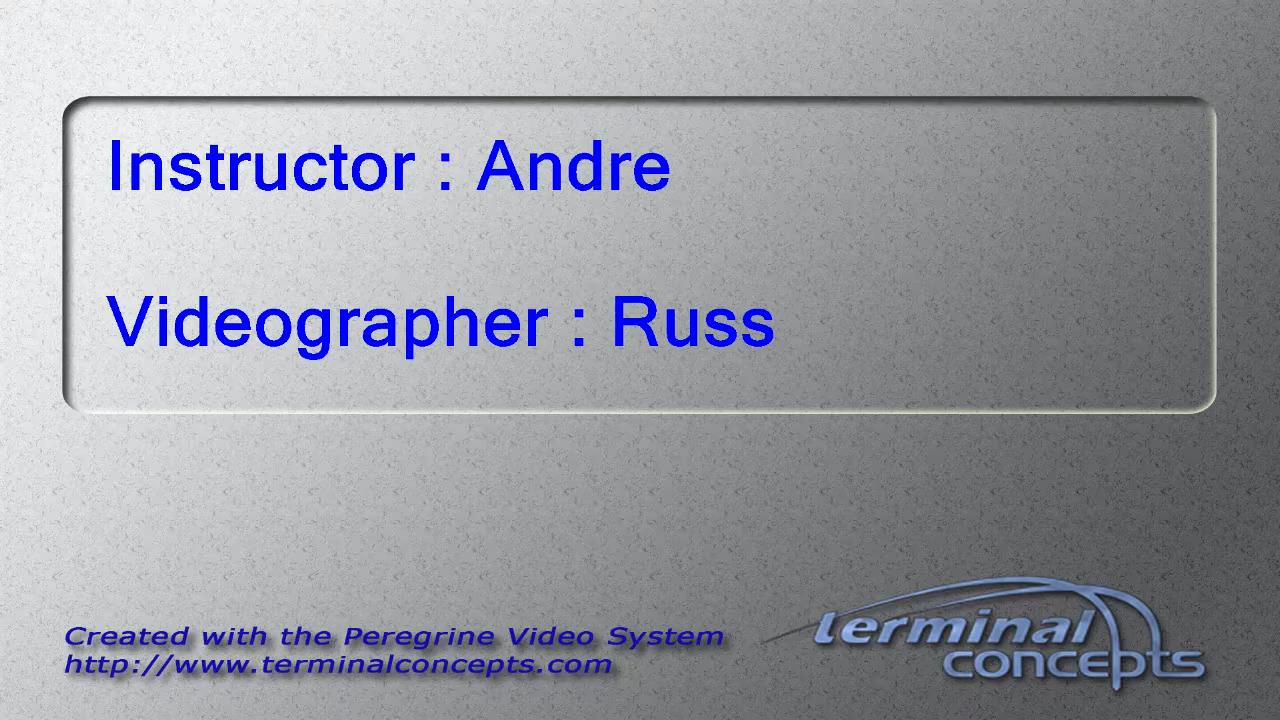 Instructor : Andre
Videographer : Russ
Created with the Peregrine Video System
http://www.terminalconcepts.com
terminal
concepts